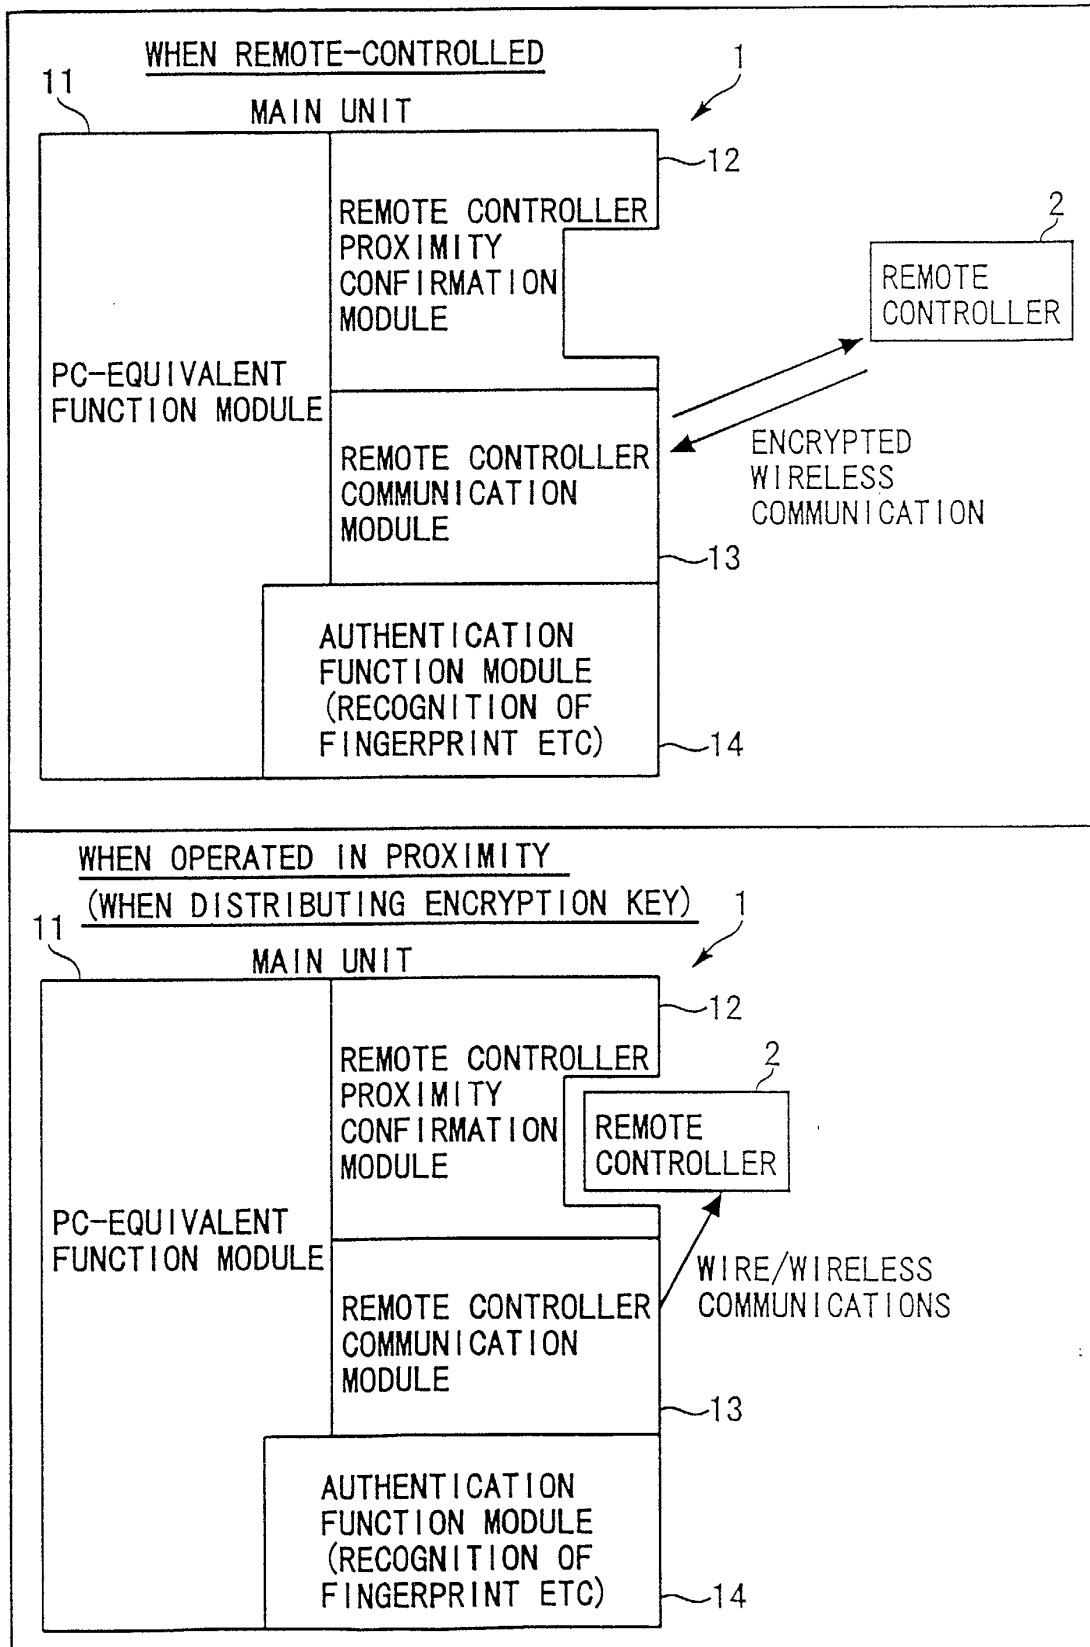 WHEN REMOTE-CONTROLLED
11
MAIN UNIT
1
12
REMOTE CONTROLLER
PROXIMITY
CONFIRMATION
MODULE
2
REMOTE
CONTROLLER
PC-EQUIVALENT
FUNCTION MODULE
REMOTE CONTROLLER
COMMUNICATION
MODULE
ENCRYPTED
WIRELESS
COMMUNICATION
13
AUTHENTICATION
FUNCTION MODULE
(RECOGNITION OF
FINGERPRINT ETC)
14
WHEN OPERATED IN PROXIMITY
(WHEN DISTRIBUTING ENCRYPTION KEY)
11
MAIN UNIT
1
12
REMOTE CONTROLLER
PROXIMITY
CONFIRMATION
MODULE
2
REMOTE
CONTROLLER
PC-EQUIVALENT
FUNCTION MODULE
WIRE/WIRELESS
COMMUNICATIONS
REMOTE CONTROLLER
COMMUNICATION
MODULE
13
AUTHENTICATION
FUNCTION MODULE
(RECOGNITION OF
FINGERPRINT ETC)
14